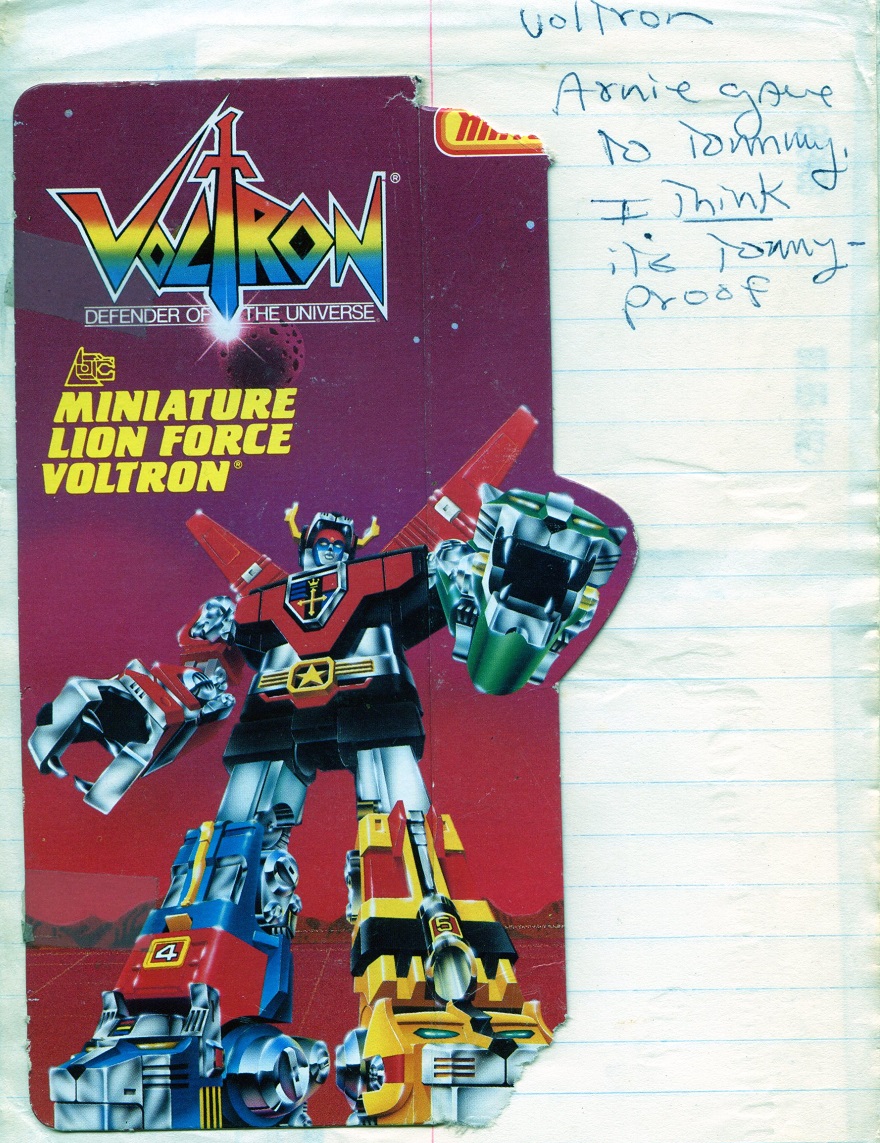 Voltron
Arnie gave
to Tommy.
I think
it's Tommy-
proof
VOLTRON®
DEFENDER OF THE UNIVERSE
LJC
MINIATURE
LION FORCE
VOLTRON®
4
5